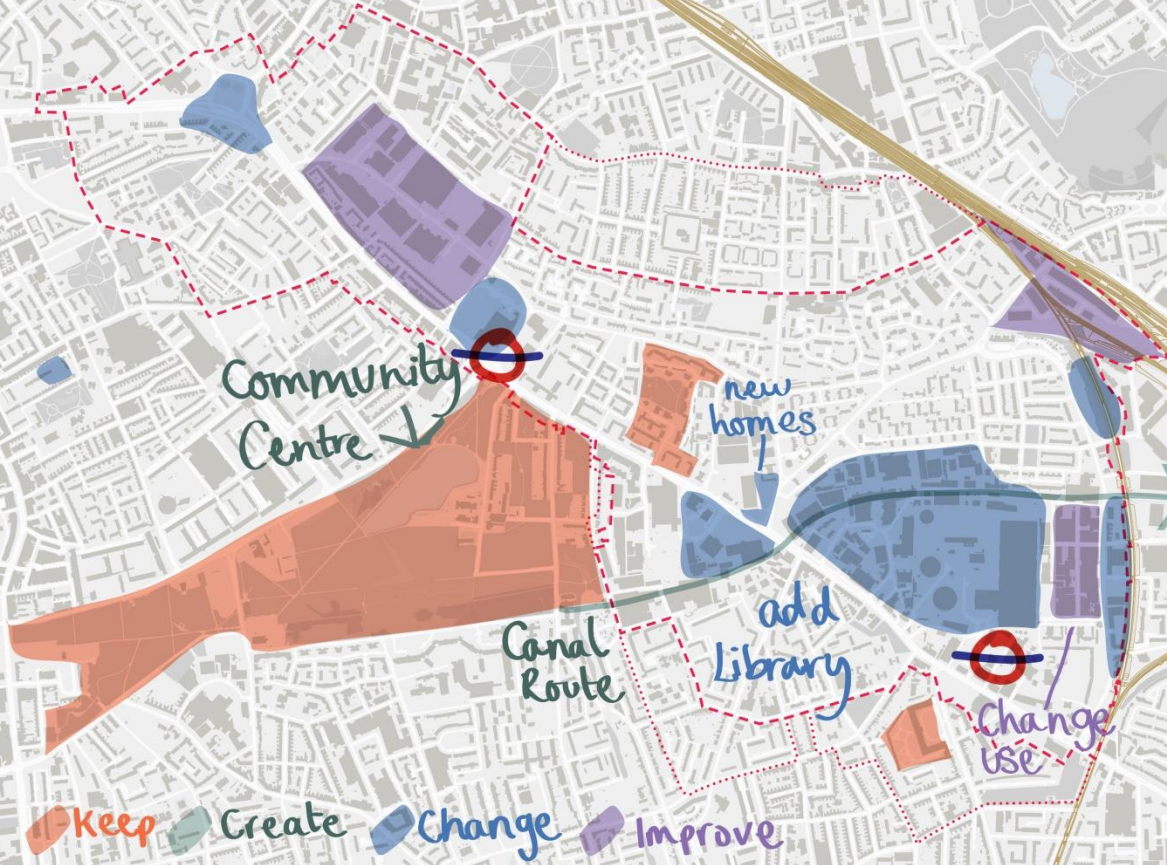 Community
Centre
new
homes
add
Library
Canal
Route
Change
use
Keep
Create
Change
Improve